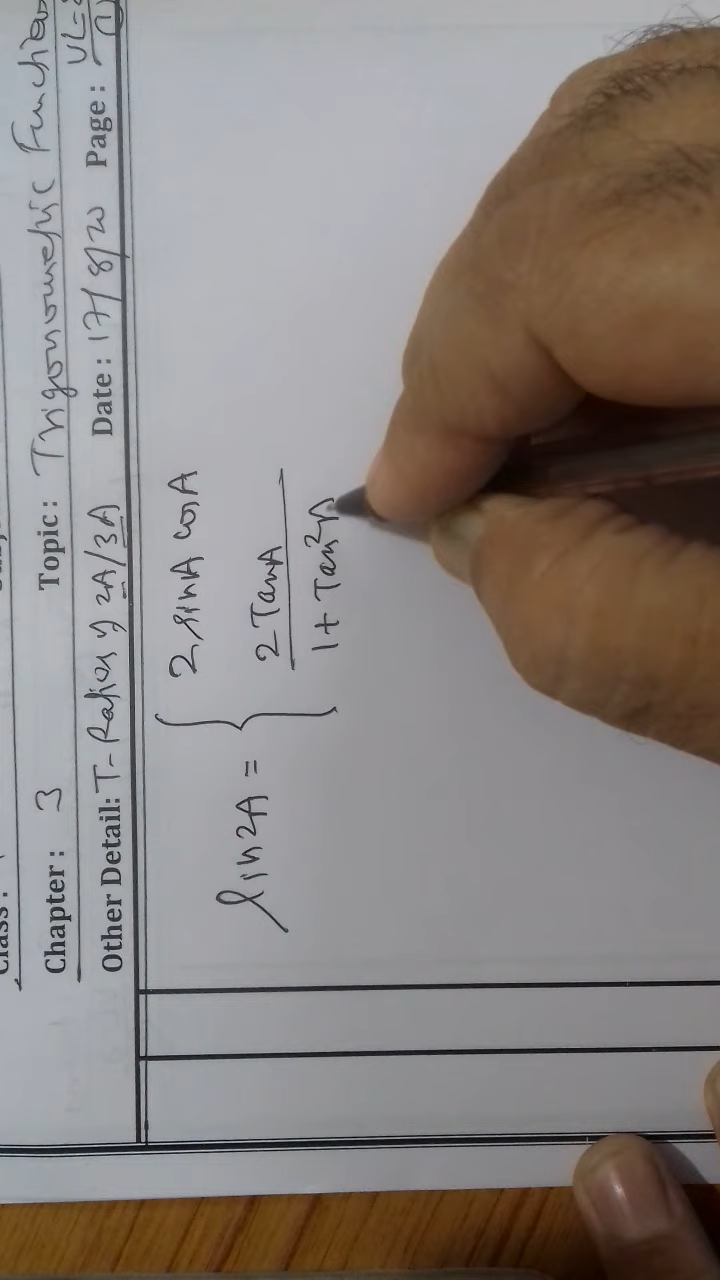 Chapter : 3 Topic : Trigonometric Function
Other Detail: T-Ratios of 2A/3A Date : 17/8/20 Page :
2 sinA cosA
sin2A =
2 TanA
1+ Tan²A